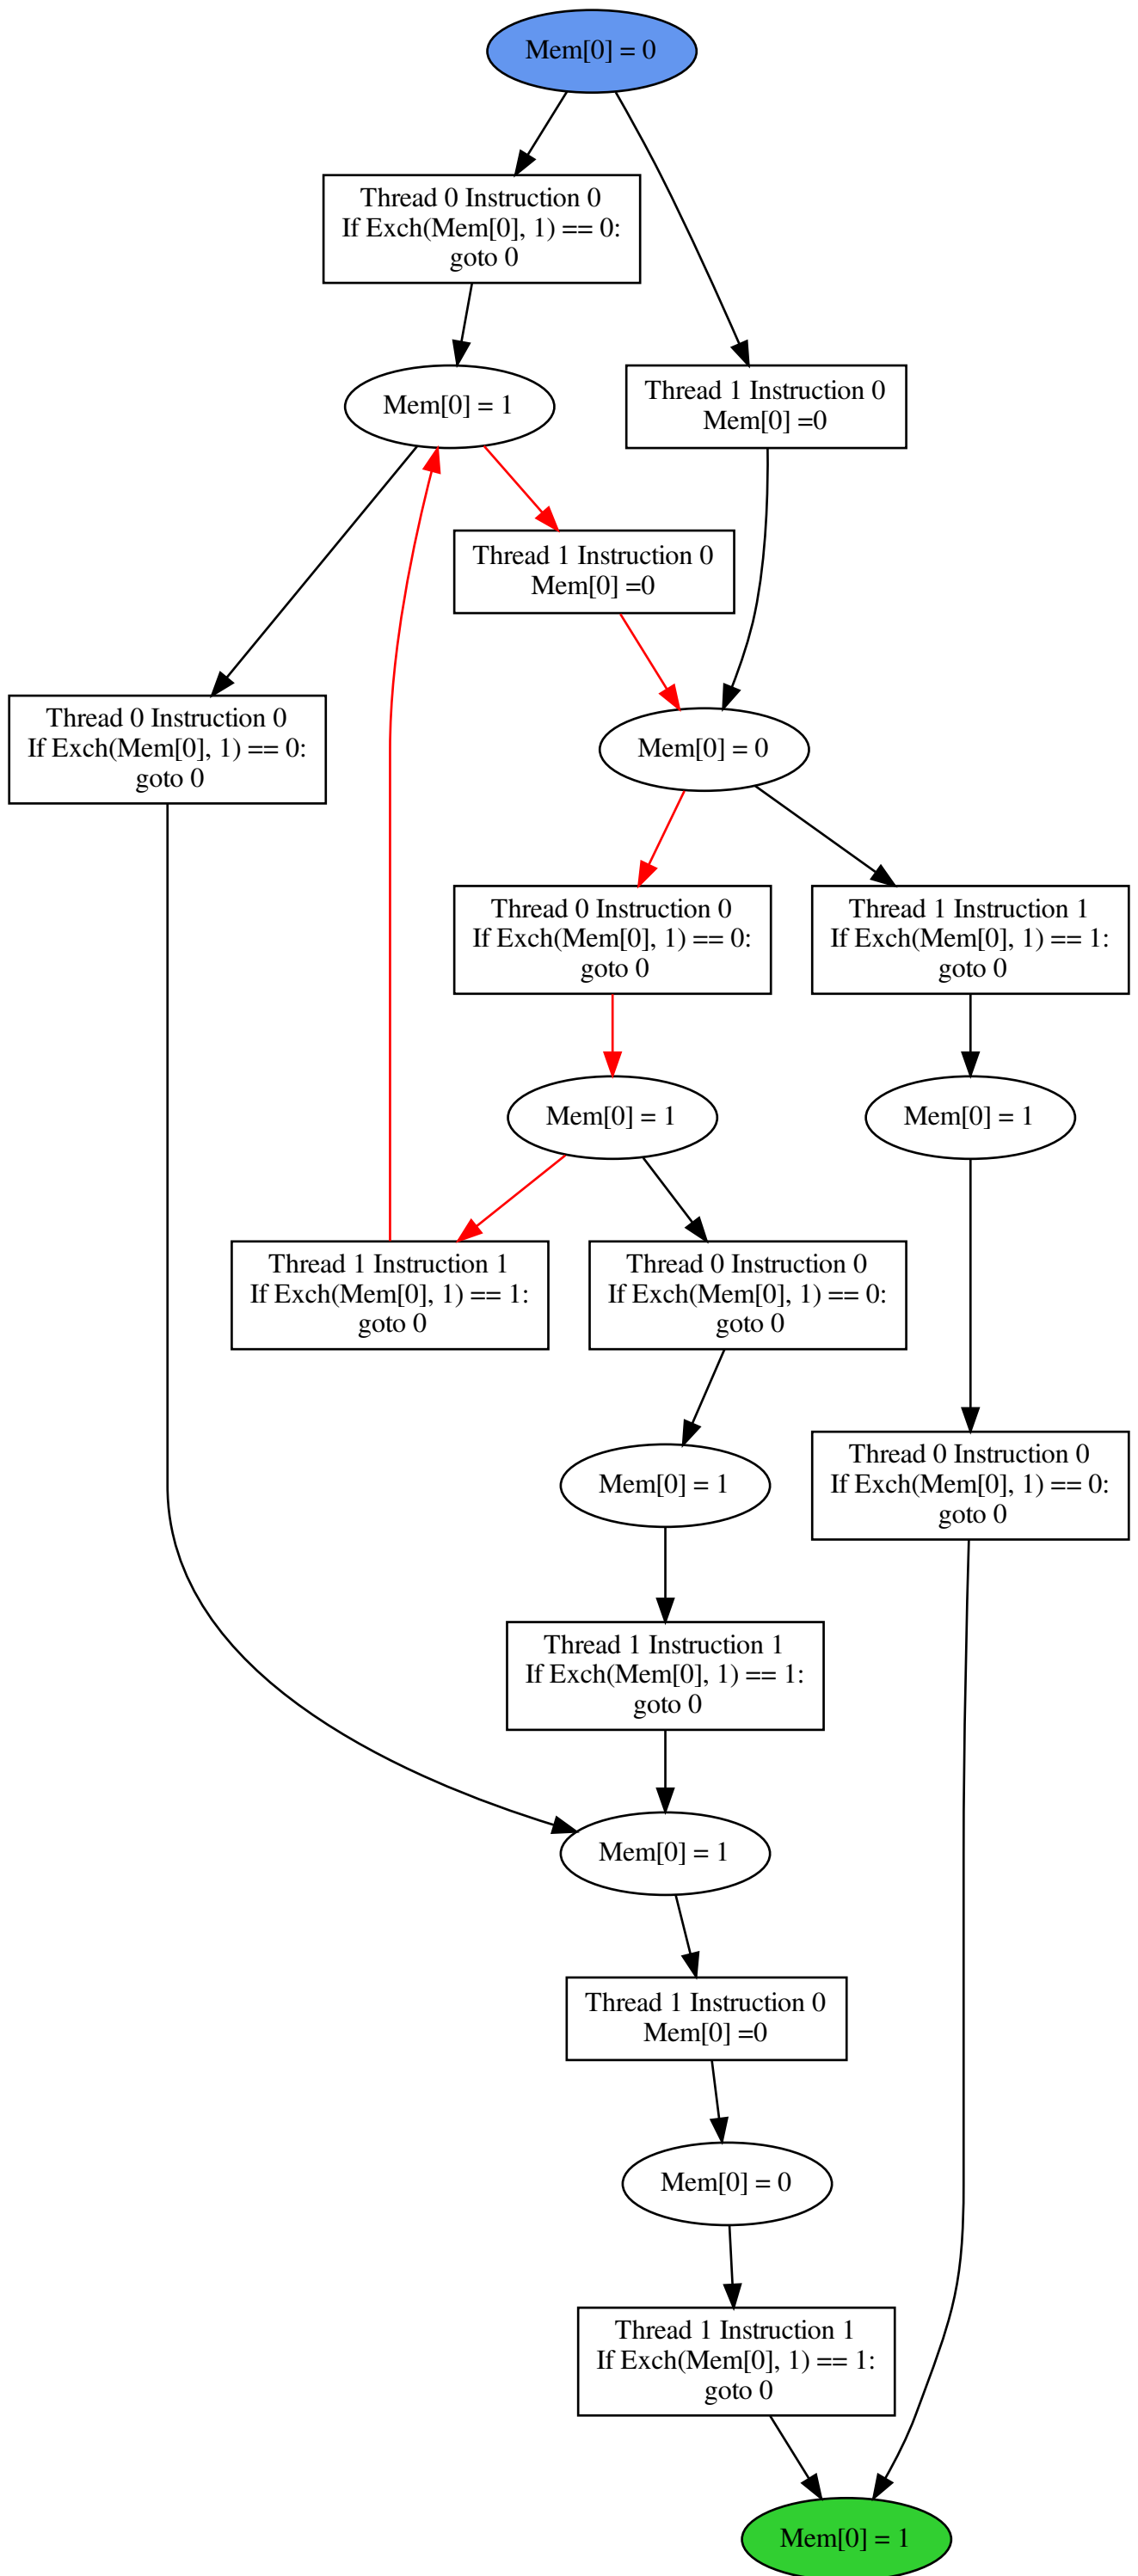 Mem[0] = 0
Thread 0 Instruction 0
If Exch(Mem[0], 1) == 0:
goto 0
Mem[0] = 1
Thread 1 Instruction 0
Mem[0] =0
Thread 1 Instruction 0
Mem[0] =0
Thread 0 Instruction 0
If Exch(Mem[0], 1) == 0:
goto 0
Mem[0] = 0
Thread 0 Instruction 0
If Exch(Mem[0], 1) == 0:
goto 0
Thread 1 Instruction 1
If Exch(Mem[0], 1) == 1:
goto 0
Mem[0] = 1
Mem[0] = 1
Thread 1 Instruction 1
If Exch(Mem[0], 1) == 1:
goto 0
Thread 0 Instruction 0
If Exch(Mem[0], 1) == 0:
goto 0
Mem[0] = 1
Thread 0 Instruction 0
If Exch(Mem[0], 1) == 0:
goto 0
Thread 1 Instruction 1
If Exch(Mem[0], 1) == 1:
goto 0
Mem[0] = 1
Thread 1 Instruction 0
Mem[0] =0
Mem[0] = 0
Thread 1 Instruction 1
If Exch(Mem[0], 1) == 1:
goto 0
Mem[0] = 1